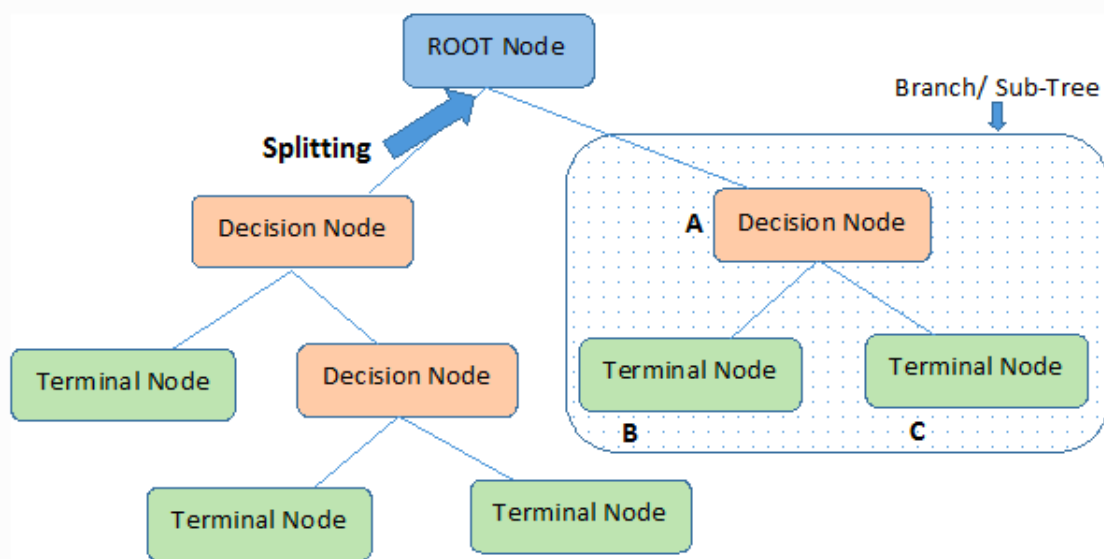 ROOT Node
Branch/ Sub-Tree
Splitting
Decision Node
A
Decision Node
Terminal Node
Decision Node
Terminal Node
Terminal Node
B
C
Terminal Node
Terminal Node